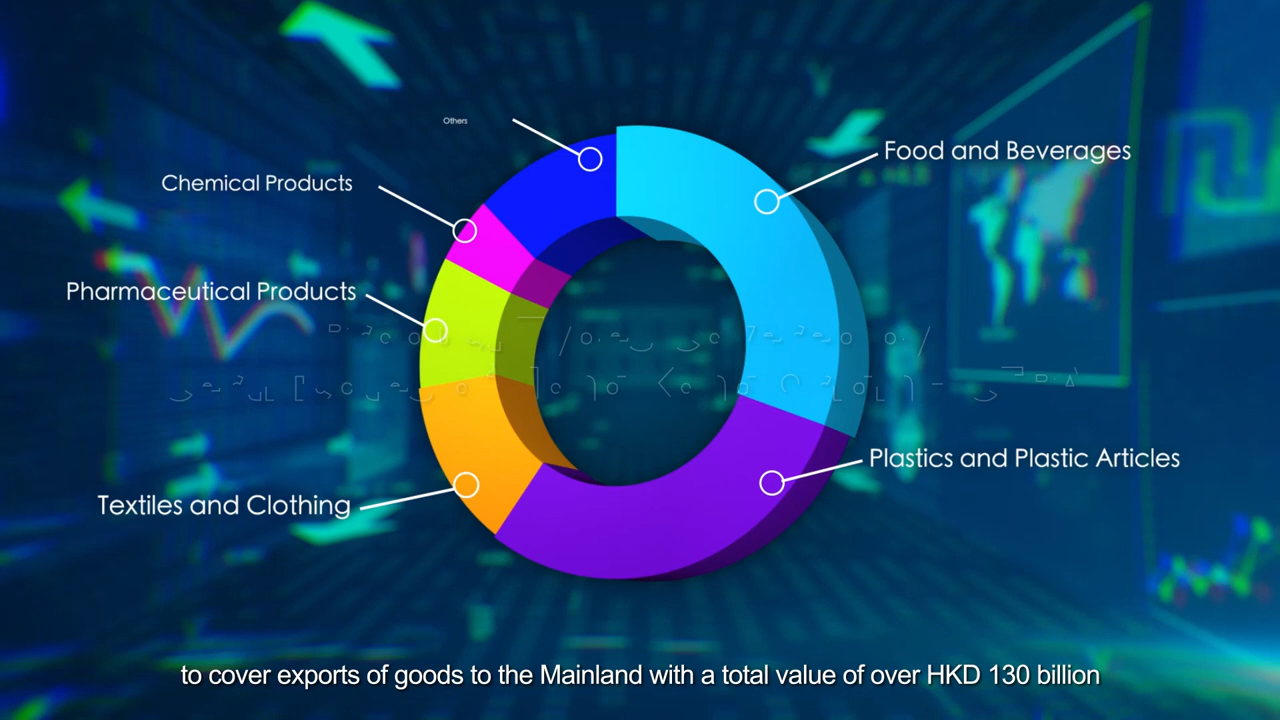 Others
Food and Beverages
Chemical Products
Pharmaceutical Products
Plastics and Plastic Articles
Textiles and Clothing
to cover exports of goods to the Mainland with a total value of over HKD 130 billion